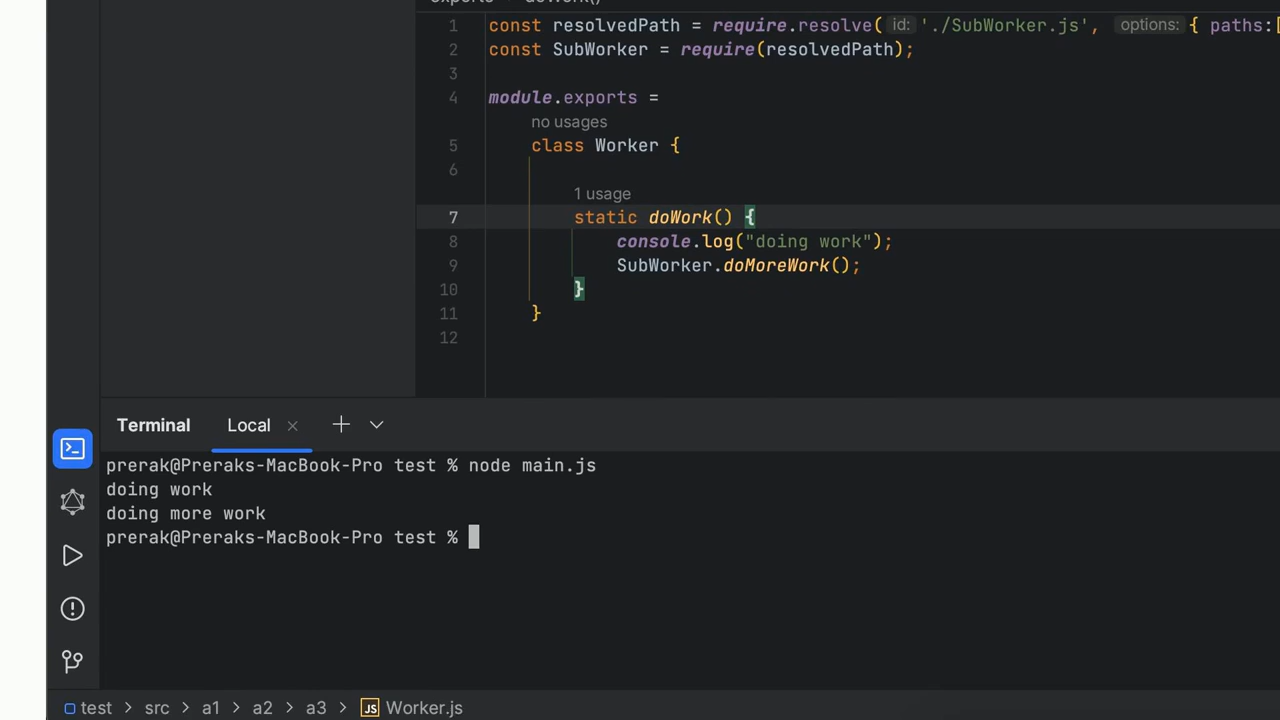 exports doWork()
1 const resolvedPath = require.resolve( id: './SubWorker.js', options: { paths:[
2 const SubWorker = require(resolvedPath);
3
4 module.exports =
no usages
5 class Worker {
6
1 usage
7 static doWork() {
8 console.log("doing work");
9 SubWorker.doMoreWork();
10 }
11 }
12
Terminal Local
prerak@Preraks-MacBook-Pro test % node main.js
doing work
doing more work
prerak@Preraks-MacBook-Pro test %
test > src > a1 > a2 > a3 > JS Worker.js